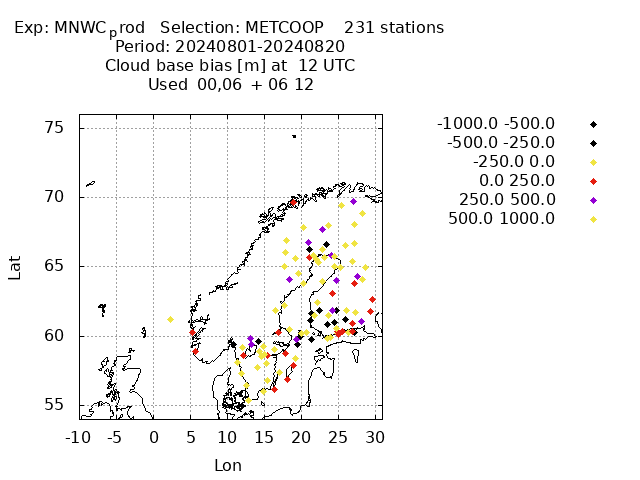 Exp: MNWCprod Selection: METCOOP 231 stations
Period: 20240801-20240820
Cloud base bias [m] at 12 UTC
Used 00,06 + 06 12
-1000.0 -500.0
-500.0 -250.0
-250.0 0.0
0.0 250.0
250.0 500.0
500.0 1000.0
75
70
65
60
55
Lat
-10 -5 0 5 10 15 20 25 30
Lon